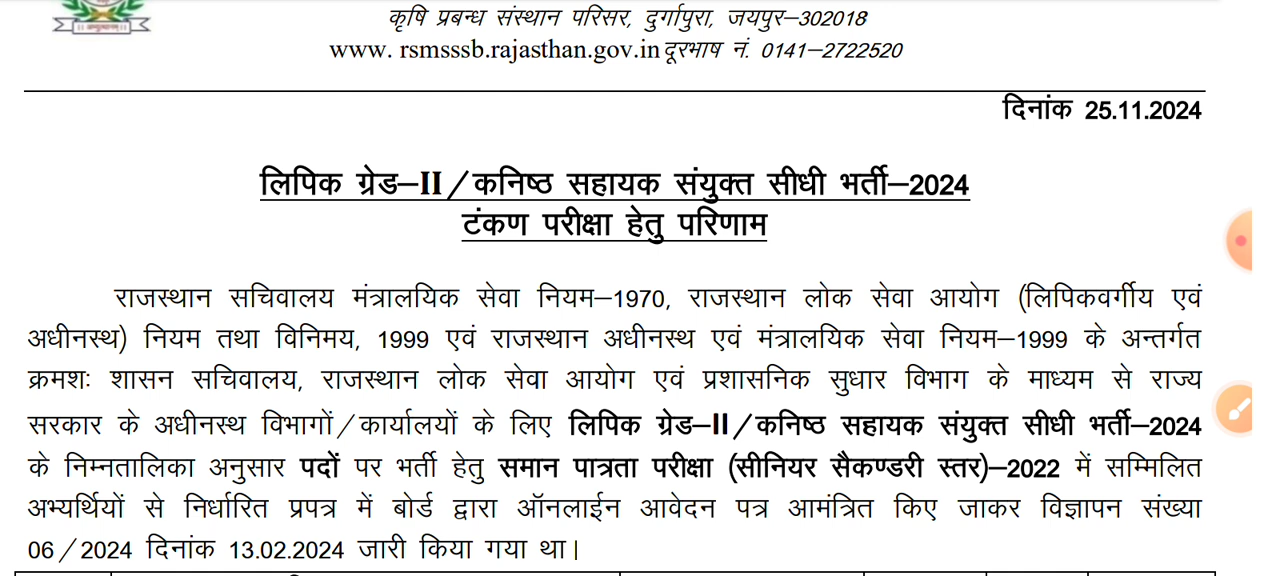 कृषि प्रबन्ध संस्थान परिसर, दुर्गापुरा, जयपुर–302018
www. rsmsssb.rajasthan.gov.in दूरभाष नं. 0141–2722520
दिनांक 25.11.2024
लिपिक ग्रेड–II/कनिष्ठ सहायक संयुक्त सीधी भर्ती–2024
टंकण परीक्षा हेतु परिणाम
राजस्थान सचिवालय मंत्रालयिक सेवा नियम–1970, राजस्थान लोक सेवा आयोग (लिपिकवर्गीय एवं
अधीनस्थ) नियम तथा विनिमय, 1999 एवं राजस्थान अधीनस्थ एवं मंत्रालयिक सेवा नियम–1999 के अन्तर्गत
क्रमशः शासन सचिवालय, राजस्थान लोक सेवा आयोग एवं प्रशासनिक सुधार विभाग के माध्यम से राज्य
सरकार के अधीनस्थ विभागों/कार्यालयों के लिए लिपिक ग्रेड–II/कनिष्ठ सहायक संयुक्त सीधी भर्ती–2024
के निम्नतालिका अनुसार पदों पर भर्ती हेतु समान पात्रता परीक्षा (सीनियर सैकण्डरी स्तर)–2022 में सम्मिलित
अभ्यर्थियों से निर्धारित प्रपत्र में बोर्ड द्वारा ऑनलाईन आवेदन पत्र आमंत्रित किए जाकर विज्ञापन संख्या
06/2024 दिनांक 13.02.2024 जारी किया गया था।